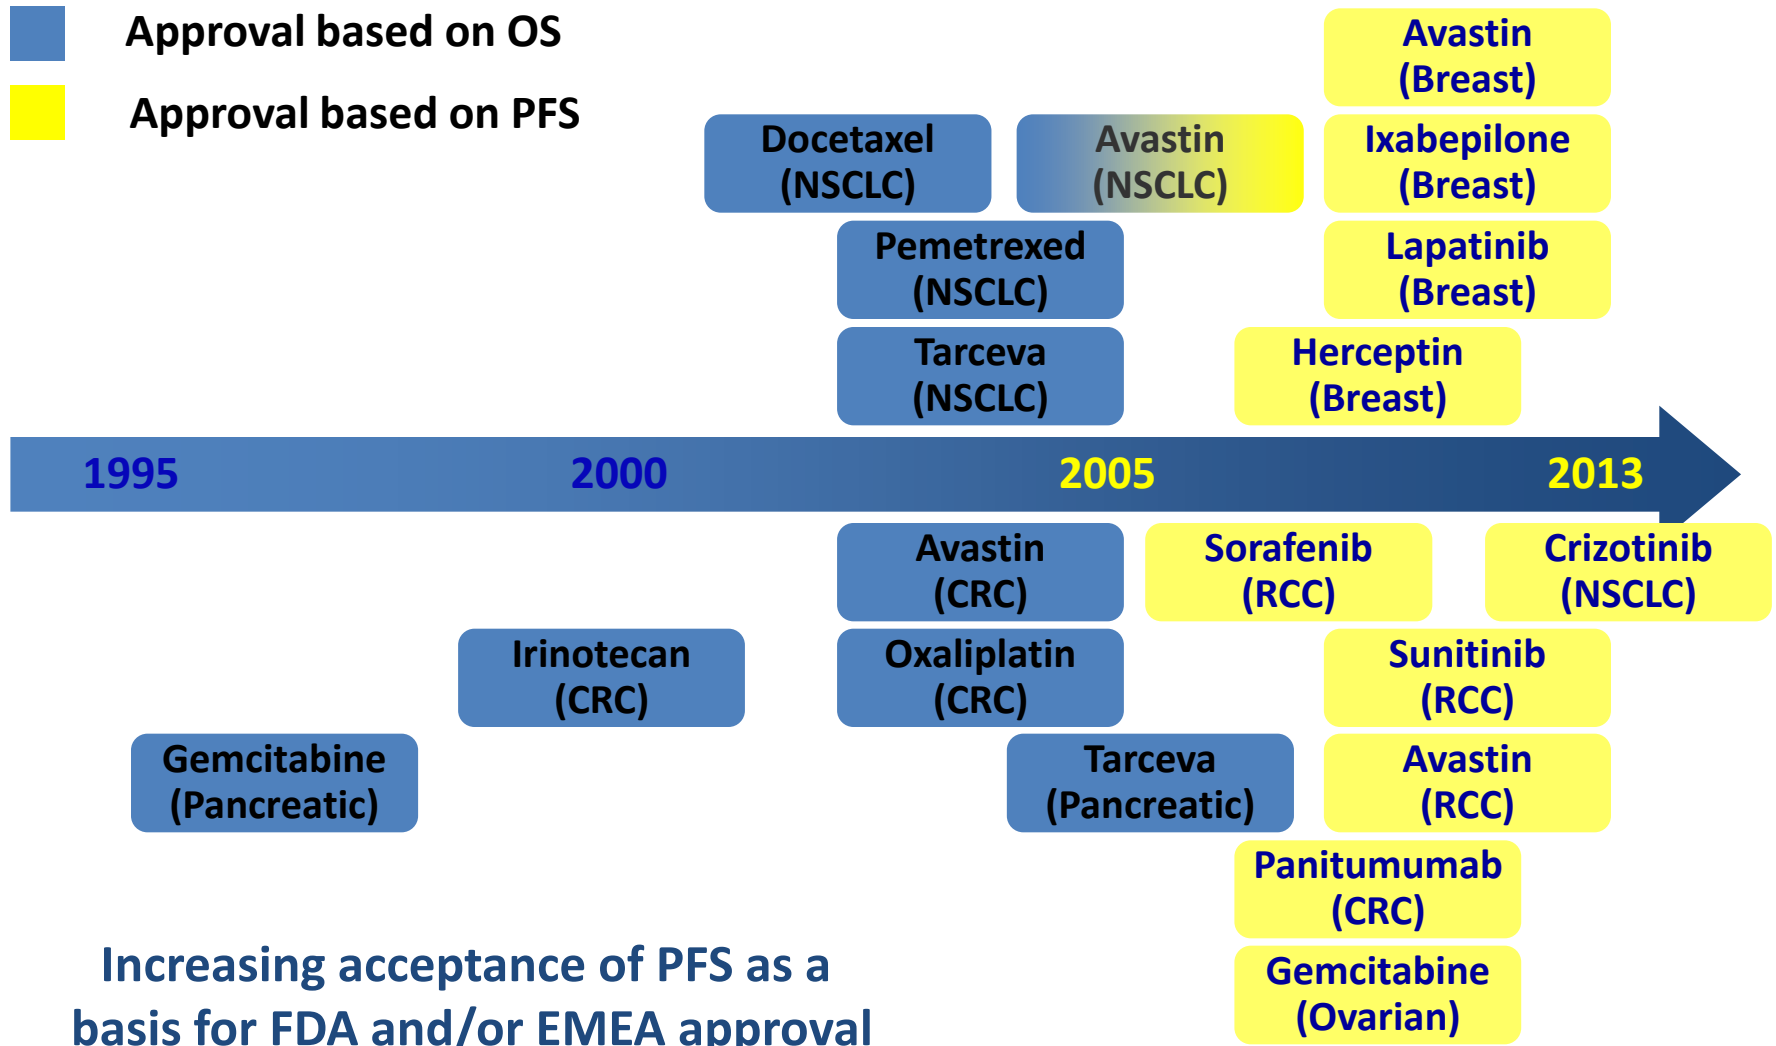 Approval based on OS
Approval based on PFS
Avastin
(Breast)
Docetaxel
(NSCLC)
Avastin
(NSCLC)
Ixabepilone
(Breast)
Pemetrexed
(NSCLC)
Lapatinib
(Breast)
Tarceva
(NSCLC)
Herceptin
(Breast)
1995
2000
2005
2013
Avastin
(CRC)
Sorafenib
(RCC)
Crizotinib
(NSCLC)
Irinotecan
(CRC)
Oxaliplatin
(CRC)
Sunitinib
(RCC)
Gemcitabine
(Pancreatic)
Tarceva
(Pancreatic)
Avastin
(RCC)
Panitumumab
(CRC)
Gemcitabine
(Ovarian)
Increasing acceptance of PFS as a
basis for FDA and/or EMEA approval